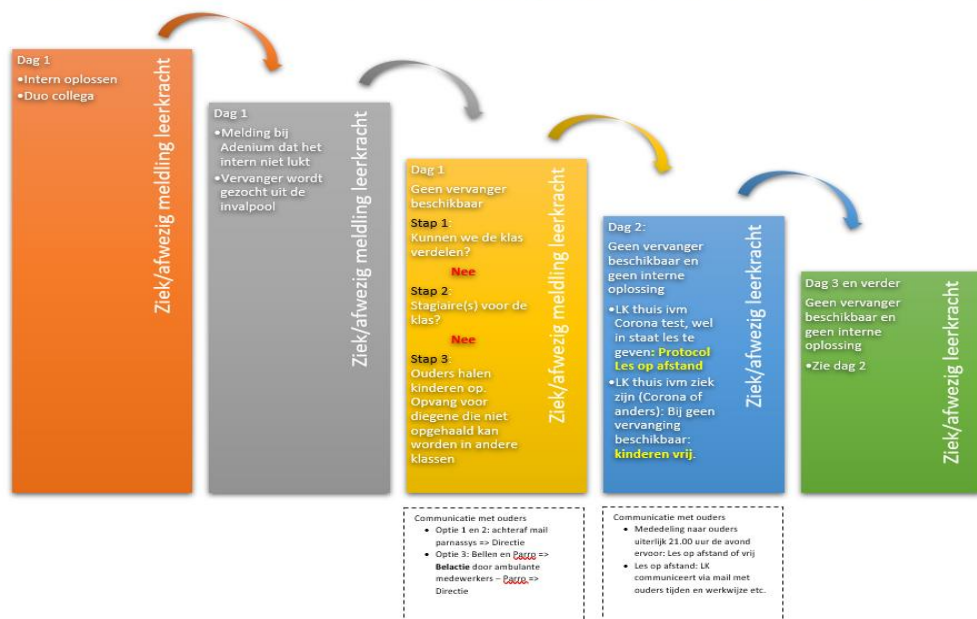 Dag 1
•Intern oplossen
•Duo collega
Ziek/afwezig meldling leerkracht
Dag 1
•Melding bij
Adenium dat het
intern niet lukt
•Vervanger wordt
gezocht uit de
invalpool
Ziek/afwezig meldling leerkracht
Dag 1
Geen vervanger
beschikbaar
Stap 1:
Kunnen we de klas
verdelen?
Nee
Stap 2:
Stagiaire(s) voor de
klas?
Nee
Stap 3:
Ouders halen
kinderen op.
Opvang voor
diegene die niet
opgehaald kan
worden in andere
klassen
Ziek/afwezig meldling leerkracht
Dag 2:
Geen vervanger
beschikbaar en
geen interne
oplossing
•LK thuis ivm
Corona test, wel
in staat les te
geven: Protocol
Les op afstand
•LK thuis ivm ziek
zijn (Corona of
anders): Bij geen
vervanging
beschikbaar:
kinderen vrij.
Ziek/afwezig leerkracht
Dag 3 en verder
Geen vervanger
beschikbaar en
geen interne
oplossing
•Zie dag 2
Ziek/afwezig leerkracht
Communicatie met ouders
• Optie 1 en 2: achteraf mail
parnassys => Directie
• Optie 3: Bellen en Parro =>
Belactie door ambulante
medewerkers – Parro =>
Directie
Communicatie met ouders
• Mededeling naar ouders
uiterlijk 21.00 uur de avond
ervoor: Les op afstand of vrij
• Les op afstand: LK
communiceert via mail met
ouders tijden en werkwijze etc.